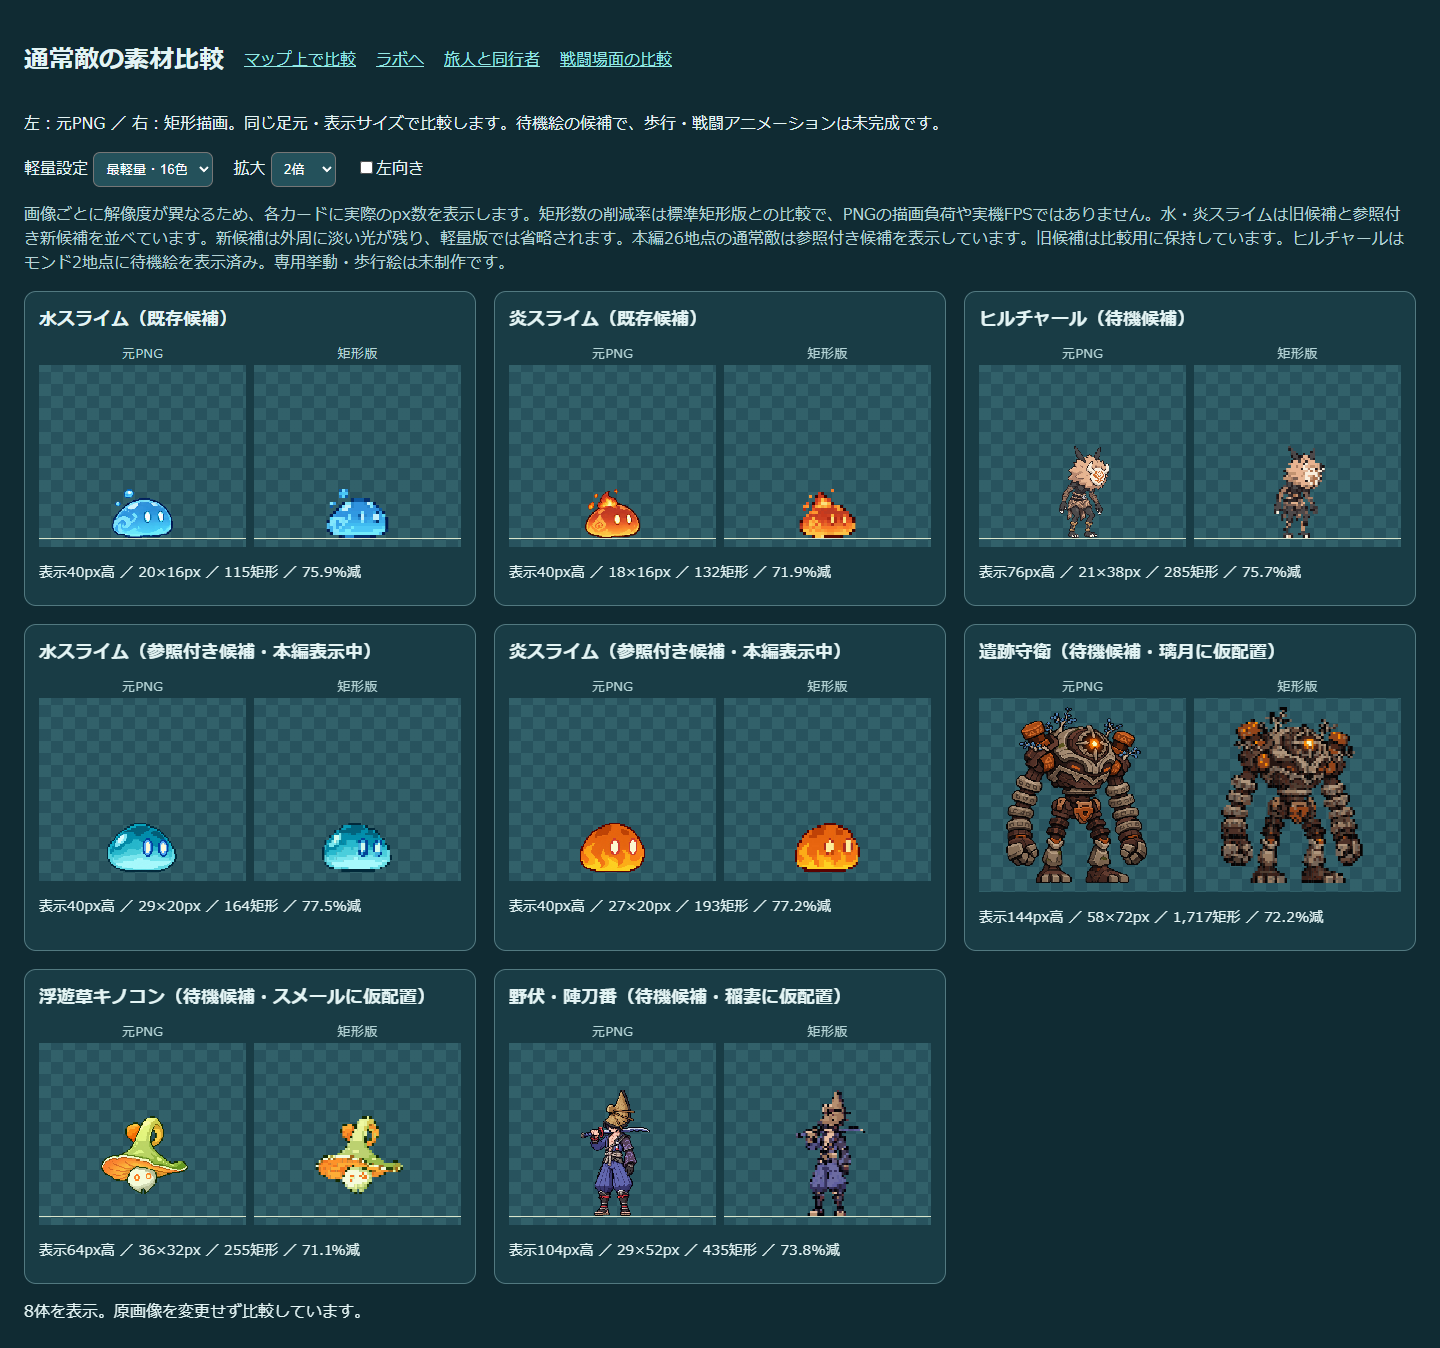 通常敵の素材比較 マップ上で比較 ラボへ 旅人と同行者 戦闘場面の比較
左：元PNG ／ 右：矩形描画。同じ足元・表示サイズで比較します。待機絵の候補で、歩行・戦闘アニメーションは未完成です。
軽量設定 最軽量・16色 拡大 2倍 左向き
画像ごとに解像度が異なるため、各カードに実際のpx数を表示します。矩形数の削減率は標準矩形版との比較で、PNGの描画負荷や実機FPSではありません。水・炎スライムは旧候補と参照付
き新候補を並べています。新候補は外周に淡い光が残り、軽量版では省略されます。本編26地点の通常敵は参照付き候補を表示しています。旧候補は比較用に保持しています。ヒルチャールは
モンド2地点に待機絵を表示済み。専用挙動・歩行絵は未制作です。
水スライム（既存候補）
元PNG 矩形版
表示40px高 ／ 20×16px ／ 115矩形 ／ 75.9%減
炎スライム（既存候補）
元PNG 矩形版
表示40px高 ／ 18×16px ／ 132矩形 ／ 71.9%減
ヒルチャール（待機候補）
元PNG 矩形版
表示76px高 ／ 21×38px ／ 285矩形 ／ 75.7%減
水スライム（参照付き候補・本編表示中）
元PNG 矩形版
表示40px高 ／ 29×20px ／ 164矩形 ／ 77.5%減
炎スライム（参照付き候補・本編表示中）
元PNG 矩形版
表示40px高 ／ 27×20px ／ 193矩形 ／ 77.2%減
遺跡守衛（待機候補・璃月に仮配置）
元PNG 矩形版
表示144px高 ／ 58×72px ／ 1,717矩形 ／ 72.2%減
浮遊草キノコン（待機候補・スメールに仮配置）
元PNG 矩形版
表示64px高 ／ 36×32px ／ 255矩形 ／ 71.1%減
野伏・陣刀番（待機候補・稲妻に仮配置）
元PNG 矩形版
表示104px高 ／ 29×52px ／ 435矩形 ／ 73.8%減
8体を表示。原画像を変更せず比較しています。